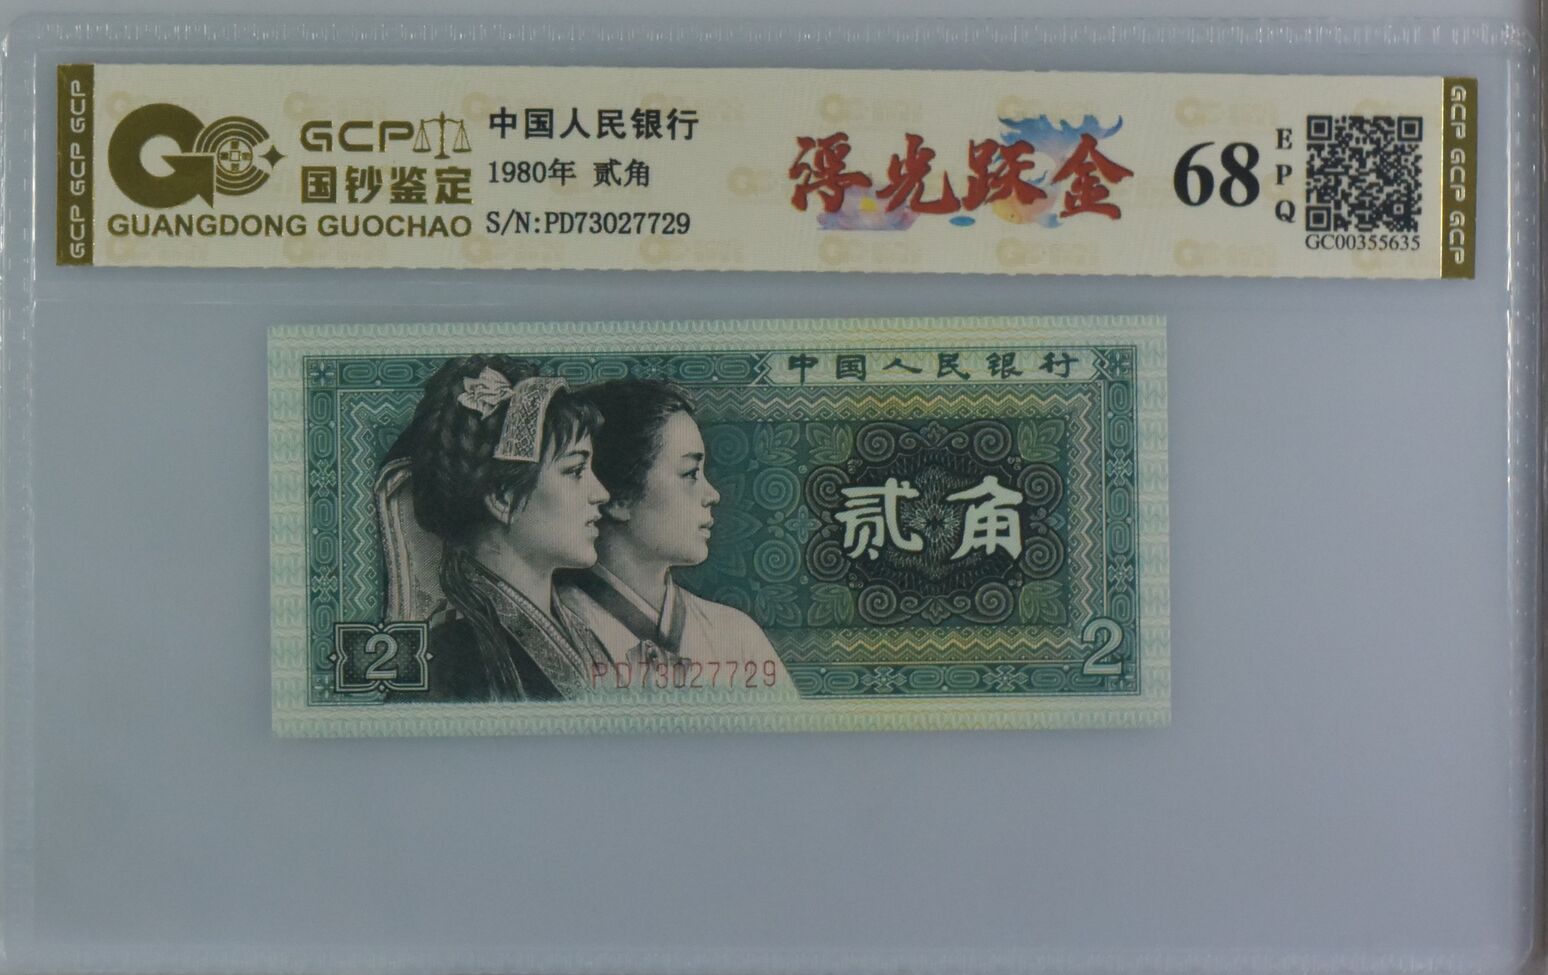 GCP GCP GCP
GCP
国钞鉴定
GUANGDONG GUOCHAO
中国人民银行
1980年 贰角
S/N:PD73027729
浮光跃金
68
EPQ
GC00355635
GCP GCP GCP
中国人民银行
贰角
2
2
PD73027729